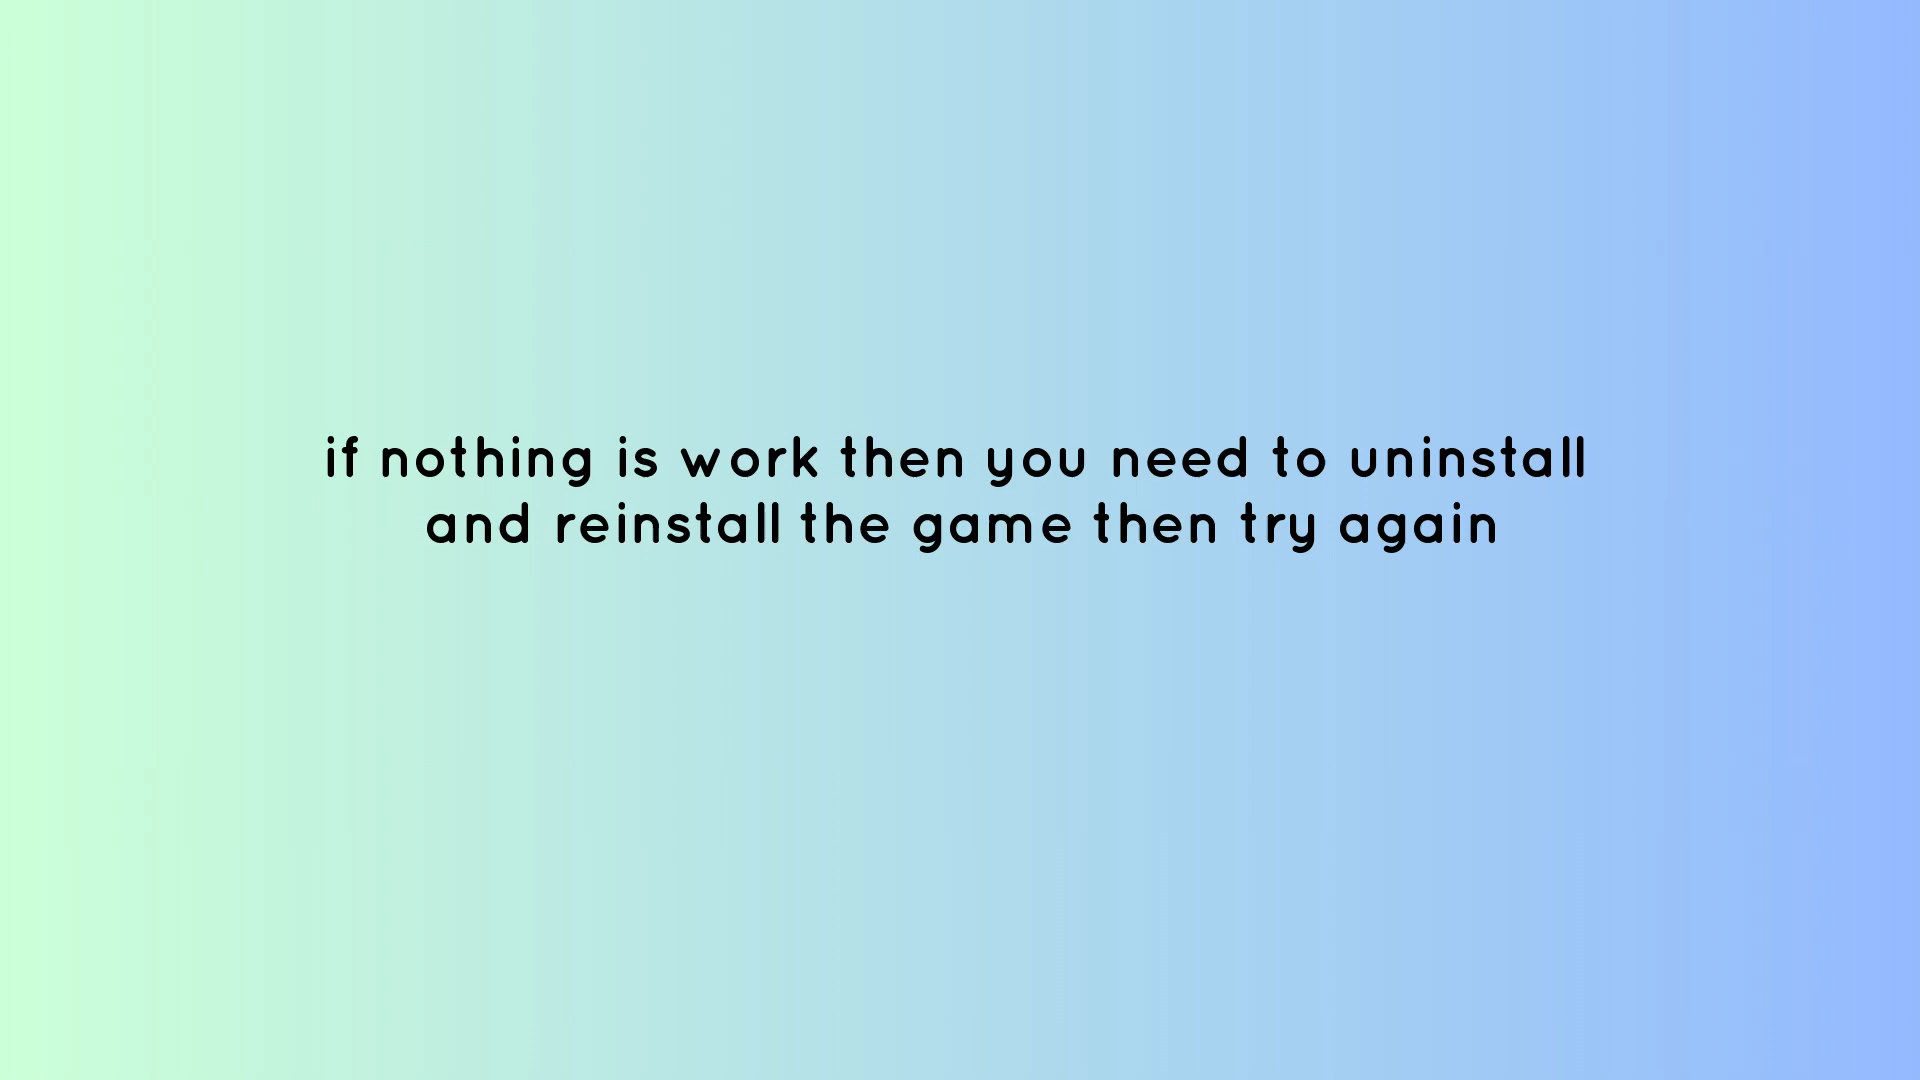 if nothing is work then you need to uninstall
and reinstall the game then try again